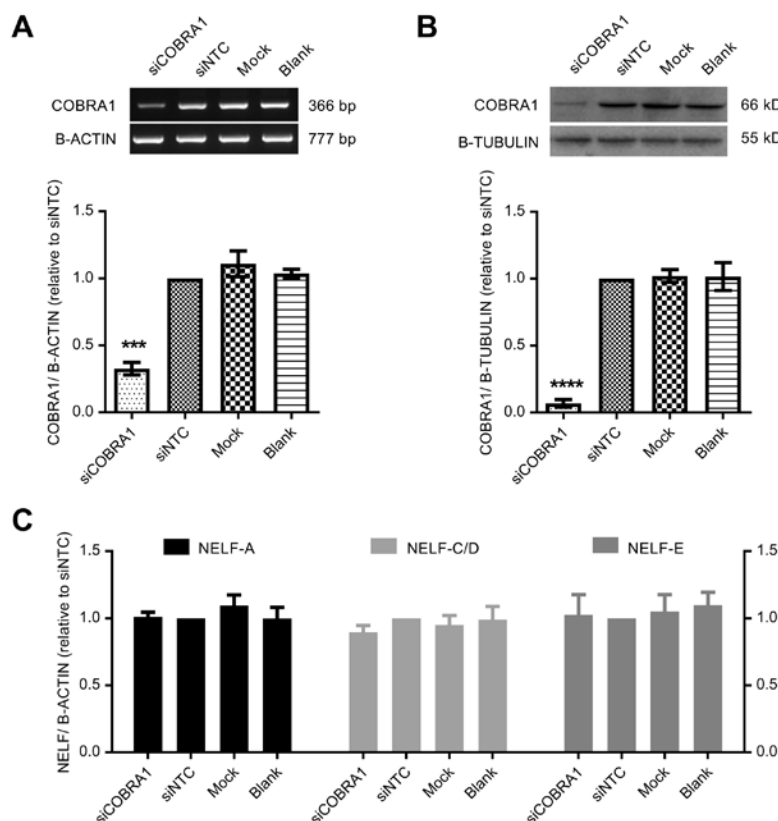 A
siCOBRA1
siNTC
Mock
Blank
COBRA1
366 bp
B-ACTIN
777 bp
COBRA1/ B-ACTIN (relative to siNTC)
1.5
1.0
0.5
0.0
***
siCOBRA1
siNTC
Mock
Blank
B
siCOBRA1
siNTC
Mock
Blank
COBRA1
66 kD
B-TUBULIN
55 kD
COBRA1/ B-TUBULIN (relative to siNTC)
1.5
1.0
0.5
0.0
****
siCOBRA1
siNTC
Mock
Blank
C
NELF/ B-ACTIN (relative to siNTC)
1.5
1.0
0.5
0.0
NELF-A
NELF-C/D
NELF-E
1.5
1.0
0.5
0.0
siCOBRA1
siNTC
Mock
Blank
siCOBRA1
siNTC
Mock
Blank
siCOBRA1
siNTC
Mock
Blank